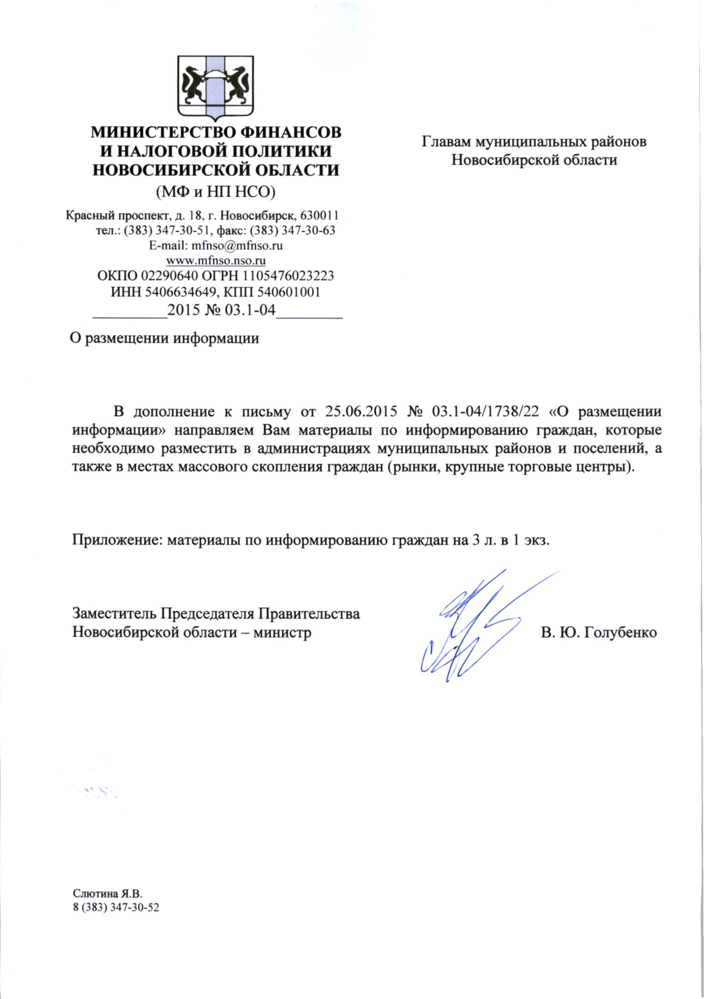 МИНИСТЕРСТВО ФИНАНСОВ
И НАЛОГОВОЙ ПОЛИТИКИ
НОВОСИБИРСКОЙ ОБЛАСТИ
(МФ и НП НСО)
Красный проспект, д. 18, г. Новосибирск, 630011
тел.: (383) 347-30-51, факс: (383) 347-30-63
E-mail: mfnso@mfnso.ru
www.mfnso.nso.ru
ОКПО 02290640 ОГРН 1105476023223
ИНН 5406634649, КПП 540601001
_________2015 № 03.1-04________
О размещении информации
Главам муниципальных районов
Новосибирской области
В дополнение к письму от 25.06.2015 № 03.1-04/1738/22 «О размещении
информации» направляем Вам материалы по информированию граждан, которые
необходимо разместить в администрациях муниципальных районов и поселений, а
также в местах массового скопления граждан (рынки, крупные торговые центры).
Приложение: материалы по информированию граждан на 3 л. в 1 экз.
Заместитель Председателя Правительства
Новосибирской области – министр
В. Ю. Голубенко
Слютина Я.В.
8 (383) 347-30-52